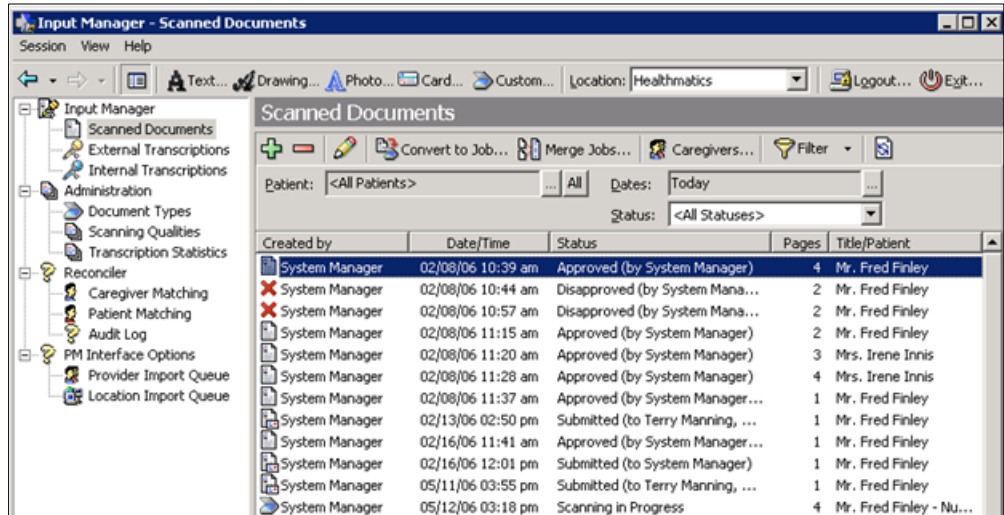 Input Manager - Scanned Documents
Session View Help
Text... Drawing... Photo... Card... Custom... Location: Healthmatics Logout... Exit...
Input Manager
Scanned Documents
External Transcriptions
Internal Transcriptions
Administration
Document Types
Scanning Qualities
Transcription Statistics
Reconciler
Caregiver Matching
Patient Matching
Audit Log
PM Interface Options
Provider Import Queue
Location Import Queue
Scanned Documents
Convert to Job... Merge Jobs... Caregivers... Filter
Patient: <All Patients> ... All Dates: Today ...
Status: <All Statuses>
Created by Date/Time Status Pages Title/Patient
System Manager 02/08/06 10:39 am Approved (by System Manager) 4 Mr. Fred Finley
System Manager 02/08/06 10:44 am Disapproved (by System Mana... 2 Mr. Fred Finley
System Manager 02/08/06 10:57 am Disapproved (by System Mana... 2 Mr. Fred Finley
System Manager 02/08/06 11:15 am Approved (by System Manager) 2 Mr. Fred Finley
System Manager 02/08/06 11:20 am Approved (by System Manager) 3 Mrs. Irene Innis
System Manager 02/08/06 11:28 am Approved (by System Manager) 4 Mrs. Irene Innis
System Manager 02/08/06 11:37 am Approved (by System Manager... 1 Mr. Fred Finley
System Manager 02/13/06 02:50 pm Submitted (to Terry Manning, ... 1 Mr. Fred Finley
System Manager 02/16/06 11:41 am Approved (by System Manager... 1 Mr. Fred Finley
System Manager 02/16/06 12:01 pm Submitted (to System Manager) 1 Mr. Fred Finley
System Manager 05/11/06 03:55 pm Submitted (to Terry Manning, ... 1 Mr. Fred Finley
System Manager 05/12/06 03:18 pm Scanning in Progress 4 Mr. Fred Finley - Nu...